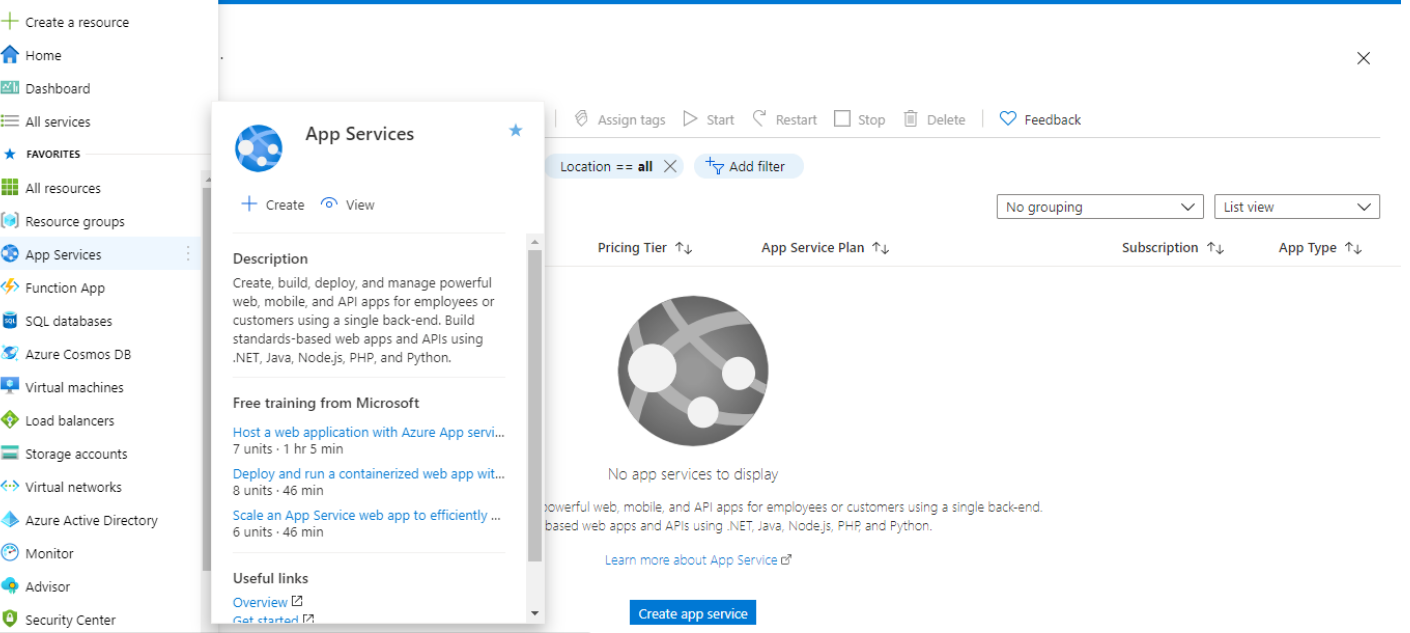 Create a resource
Home
Dashboard
All services
FAVORITES
All resources
Resource groups
App Services
Function App
SQL databases
Azure Cosmos DB
Virtual machines
Load balancers
Storage accounts
Virtual networks
Azure Active Directory
Monitor
Advisor
Security Center
App Services
Create View
Description
Create, build, deploy, and manage powerful
web, mobile, and API apps for employees or
customers using a single back-end. Build
standards-based web apps and APIs using
.NET, Java, Node.js, PHP, and Python.
Free training from Microsoft
Host a web application with Azure App servi...
7 units · 1 hr 5 min
Deploy and run a containerized web app wit...
8 units · 46 min
Scale an App Service web app to efficiently ...
6 units · 46 min
Useful links
Overview
Get started
Assign tags Start Restart Stop Delete Feedback
Location == all Add filter
No grouping List view
Pricing Tier App Service Plan Subscription App Type
No app services to display
powerful web, mobile, and API apps for employees or customers using a single back-end.
based web apps and APIs using .NET, Java, Node.js, PHP, and Python.
Learn more about App Service
Create app service